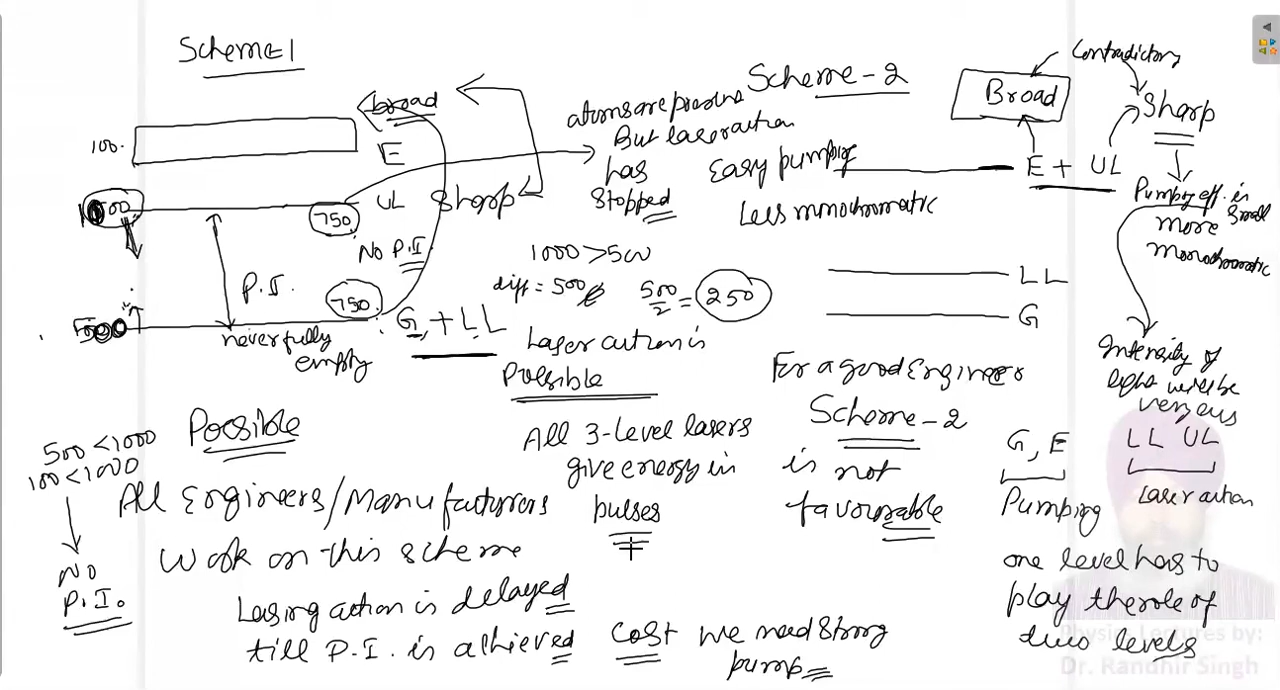 Scheme-1
broad
100.
E
500
UL Sharp
750
No P.I.
P.I.
750
G, + LL
never fully
empty
atoms are present
But laser action
has
stopped
1000 > 500
diff = 500
500/2 = 250
Laser action is
possible
Scheme-2
Easy pumping
Less monochromatic
E + UL
LL
G
Contradictory
Broad
Sharp
Pumping eff. is
small
more
monochromatic
Intensity of
light will be
500 < 1000
100 < 1000
No
P.I.
Possible
All Engineers/Manufacturers
Work on this scheme
Lasing action is delayed
till P.I. is achieved
All 3-level lasers
give energy in
pulses
Cost We need strong
pump
For a good Engineer
Scheme-2
is not
favourable
G, E
Pumping
LL UL
Laser action
one level has to
play the role of
two levels
Physics Lectures by:
Dr. Randhir Singh